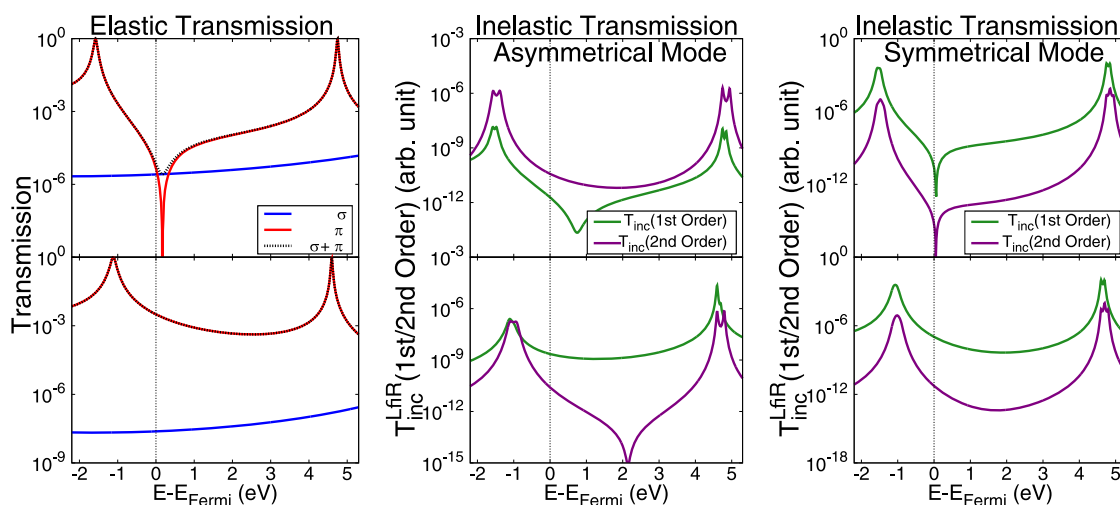 Elastic Transmission
Inelastic Transmission
Asymmetrical Mode
Inelastic Transmission
Symmetrical Mode
Transmission
10^0
10^-3
10^-6
10^0
σ
π
σ+π
10^-3
10^-6
10^-9
-2 -1 0 1 2 3 4 5
E-E_Fermi (eV)
T_inc^LfiR(1st/2nd Order) (arb. unit)
10^-3
10^-6
10^-9
10^-12
10^-3
T_inc(1st Order)
T_inc(2nd Order)
10^-6
10^-9
10^-12
10^-15
-2 -1 0 1 2 3 4 5
E-E_Fermi (eV)
T_inc^LfiR(1st/2nd Order) (arb. unit)
10^0
10^-6
10^-12
10^0
T_inc(1st Order)
T_inc(2nd Order)
10^-6
10^-12
10^-18
-2 -1 0 1 2 3 4 5
E-E_Fermi (eV)